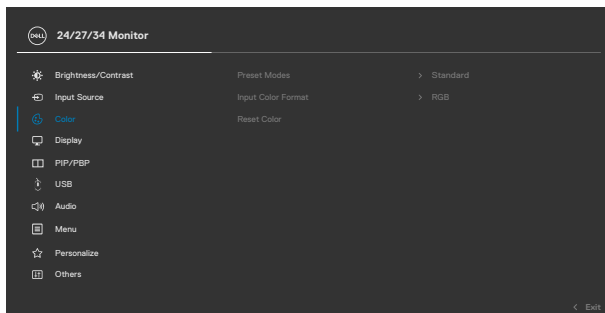 DELL 24/27/34 Monitor
Brightness/Contrast Preset Modes > Standard
Input Source Input Color Format > RGB
Color Reset Color
Display
PIP/PBP
USB
Audio
Menu
Personalize
Others
< Exit